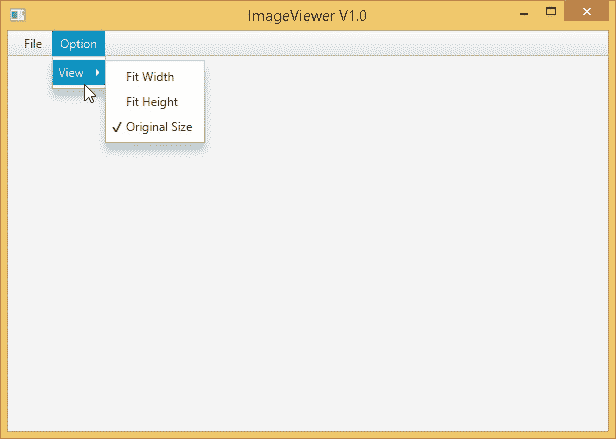 ImageViewer V1.0
File Option
View
Fit Width
Fit Height
Original Size